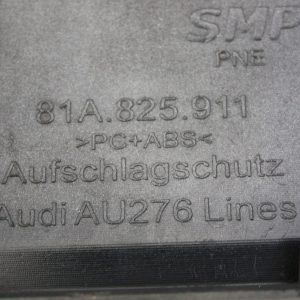 SMP
PNE
81A.825.911
>PC+ABS<
Aufschlagschutz
Audi AU276 Lines